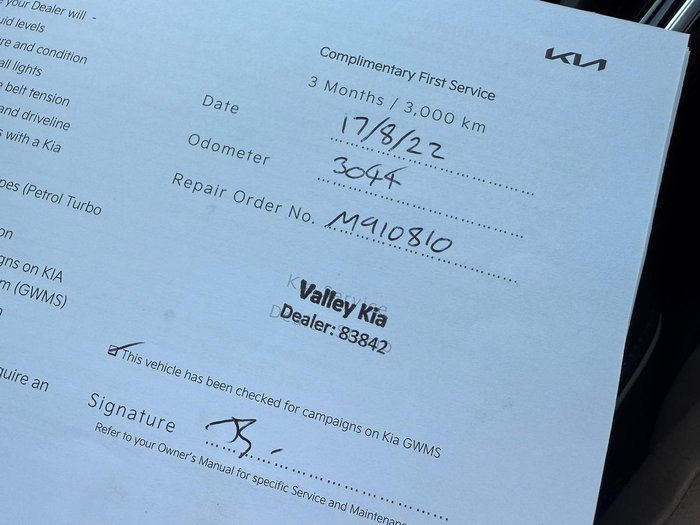 your Dealer will -
uid levels
re and condition
all lights
e belt tension
and driveline
s with a Kia
pes (Petrol Turbo
on
gns on KIA
m (GWMS)
quire an
KIA
Complimentary First Service
3 Months / 3,000 km
Date 17/8/22
Odometer 3044
Repair Order No. M910810
Valley Kia
Dealer: 83842
This vehicle has been checked for campaigns on Kia GWMS
Signature
Refer to your Owner's Manual for specific Service and Maintenanc